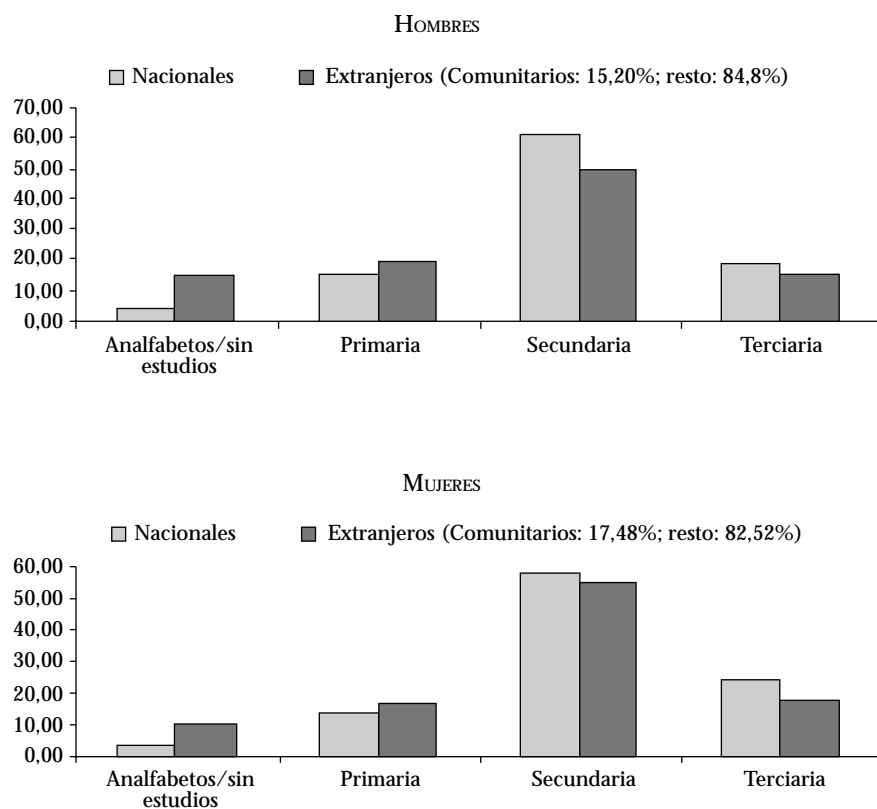 HOMBRES
Nacionales Extranjeros (Comunitarios: 15,20%; resto: 84,8%)
70,00
60,00
50,00
40,00
30,00
20,00
10,00
0,00
Analfabetos/sin estudios Primaria Secundaria Terciaria
MUJERES
Nacionales Extranjeros (Comunitarios: 17,48%; resto: 82,52%)
60,00
50,00
40,00
30,00
20,00
10,00
0,00
Analfabetos/sin estudios Primaria Secundaria Terciaria